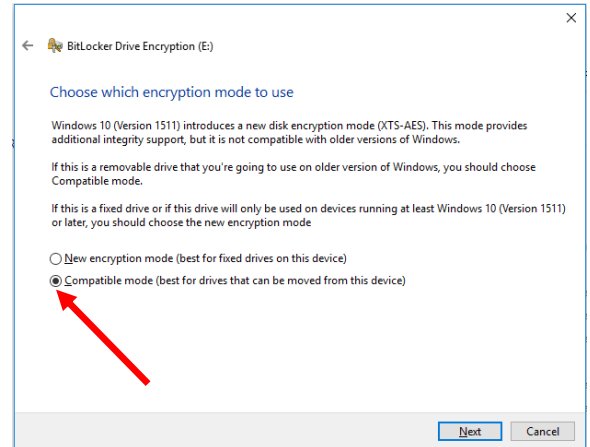 BitLocker Drive Encryption (E:)
Choose which encryption mode to use
Windows 10 (Version 1511) introduces a new disk encryption mode (XTS-AES). This mode provides
additional integrity support, but it is not compatible with older versions of Windows.
If this is a removable drive that you're going to use on older version of Windows, you should choose
Compatible mode.
If this is a fixed drive or if this drive will only be used on devices running at least Windows 10 (Version 1511)
or later, you should choose the new encryption mode
New encryption mode (best for fixed drives on this device)
Compatible mode (best for drives that can be moved from this device)
Next Cancel